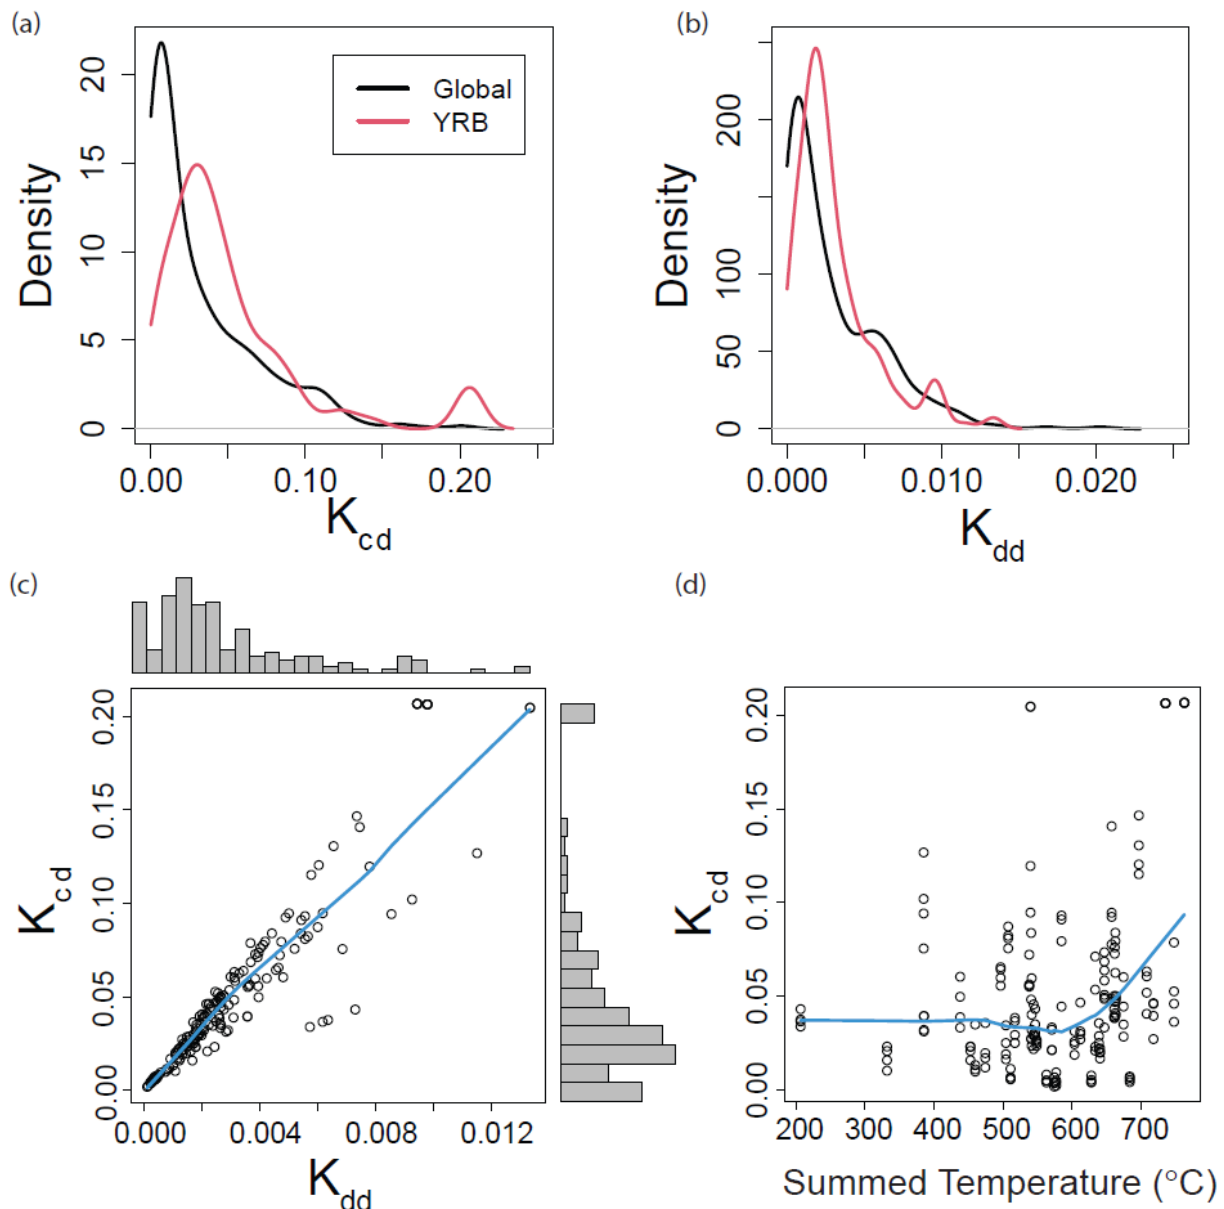 (a)
Global
YRB
Density
0 5 10 15 20
0.00 0.10 0.20
Kcd
(b)
Density
0 50 100 200
0.000 0.010 0.020
Kdd
(c)
Kcd
0.00 0.05 0.10 0.15 0.20
0.000 0.004 0.008 0.012
Kdd
(d)
Kcd
0.00 0.05 0.10 0.15 0.20
200 300 400 500 600 700
Summed Temperature (°C)